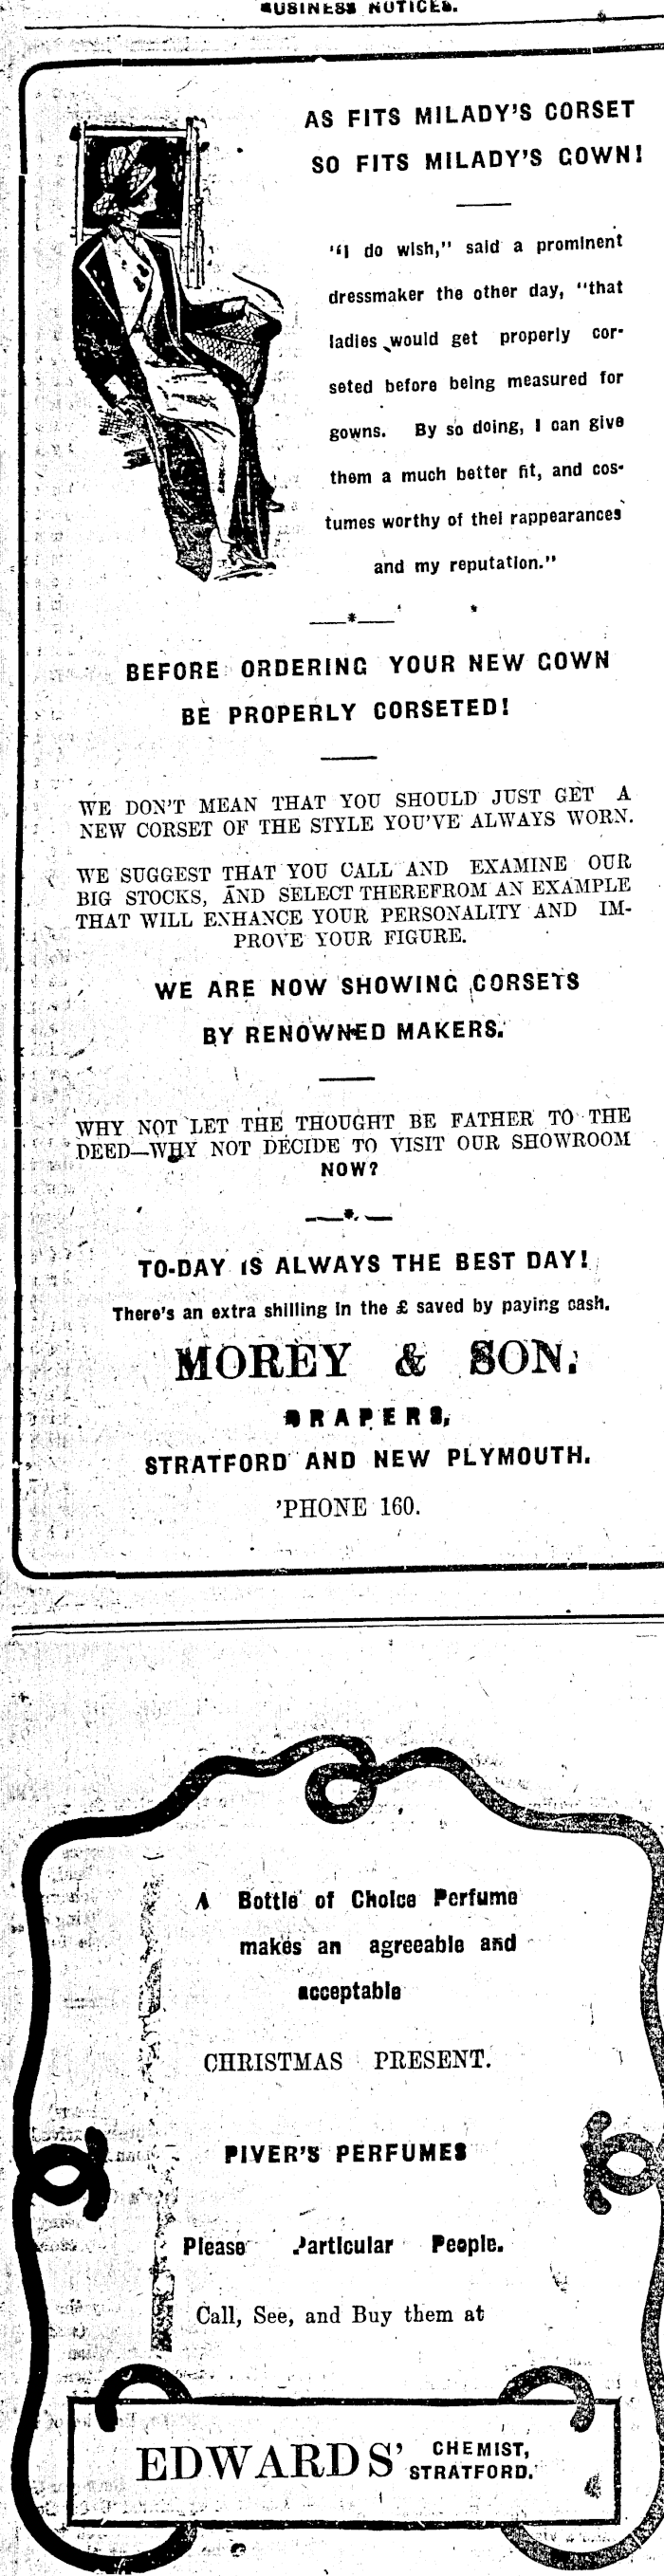 BUSINESS NOTICES.
AS FITS MILADY'S CORSET
SO FITS MILADY'S GOWN!
"I do wish," said a prominent
dressmaker the other day, "that
ladies would get properly cor-
seted before being measured for
gowns. By so doing, I can give
them a much better fit, and cos-
tumes worthy of thei rappearances
and my reputation."
BEFORE ORDERING YOUR NEW GOWN
BE PROPERLY CORSETED!
WE DON'T MEAN THAT YOU SHOULD JUST GET A
NEW CORSET OF THE STYLE YOU'VE ALWAYS WORN.
WE SUGGEST THAT YOU CALL AND EXAMINE OUR
BIG STOCKS, AND SELECT THEREFROM AN EXAMPLE
THAT WILL ENHANCE YOUR PERSONALITY AND IM-
PROVE YOUR FIGURE.
WE ARE NOW SHOWING CORSETS
BY RENOWNED MAKERS.
WHY NOT LET THE THOUGHT BE FATHER TO THE
DEED—WHY NOT DECIDE TO VISIT OUR SHOWROOM
NOW?
TO-DAY IS ALWAYS THE BEST DAY!
There's an extra shilling in the £ saved by paying cash.
MOREY & SON.
DRAPERS,
STRATFORD AND NEW PLYMOUTH.
'PHONE 160.
A Bottle of Choice Perfume
makes an agreeable and
acceptable
CHRISTMAS PRESENT.
PIVER'S PERFUMES
Please Particular People.
Call, See, and Buy them at
EDWARDS' CHEMIST,
STRATFORD.